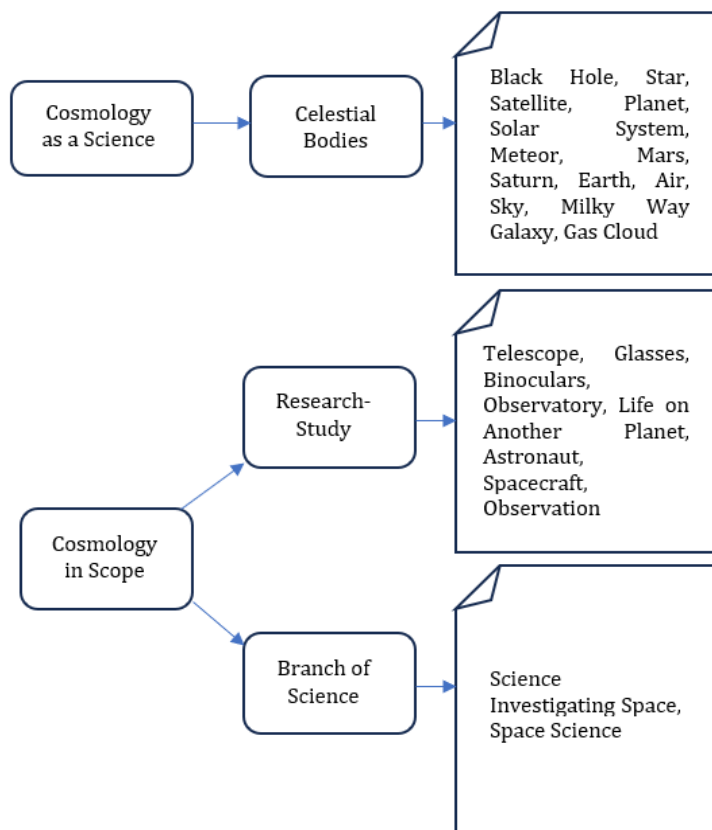 Cosmology
as a Science
Celestial
Bodies
Black Hole, Star,
Satellite, Planet,
Solar System,
Meteor, Mars,
Saturn, Earth, Air,
Sky, Milky Way
Galaxy, Gas Cloud
Cosmology
in Scope
Research-
Study
Telescope, Glasses,
Binoculars,
Observatory, Life on
Another Planet,
Astronaut,
Spacecraft,
Observation
Branch of
Science
Science
Investigating Space,
Space Science